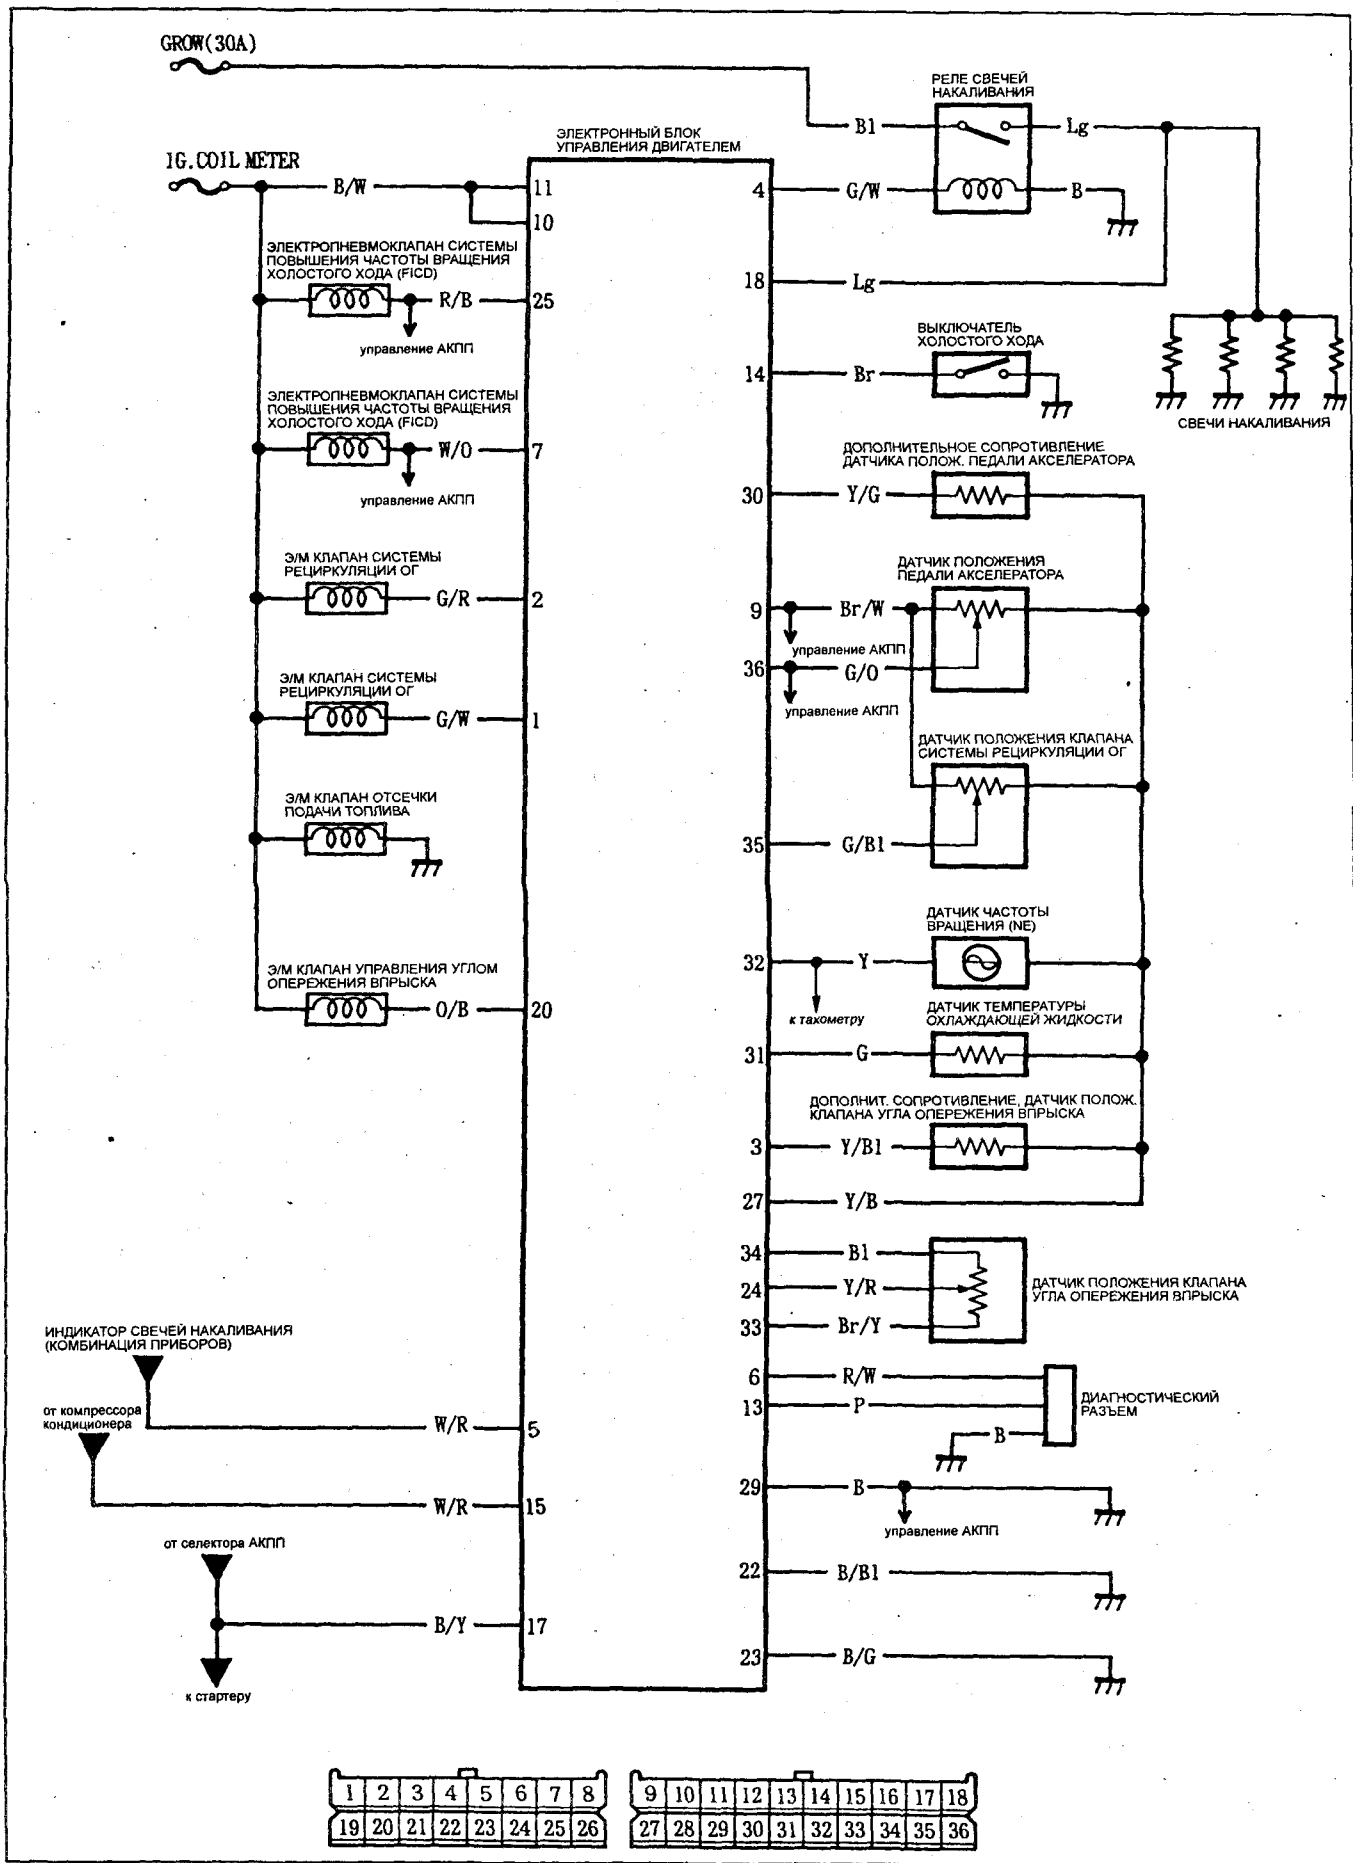 GROW(30A)
РЕЛЕ СВЕЧЕЙ
НАКАЛИВАНИЯ
B1
Lg
ЭЛЕКТРОННЫЙ БЛОК
УПРАВЛЕНИЯ ДВИГАТЕЛЕМ
IG.COIL METER
B/W
11
10
4
G/W
B
ЭЛЕКТРОПНЕВМОКЛАПАН СИСТЕМЫ
ПОВЫШЕНИЯ ЧАСТОТЫ ВРАЩЕНИЯ
ХОЛОСТОГО ХОДА (FICD)
R/B
25
управление АКПП
18
Lg
ВЫКЛЮЧАТЕЛЬ
ХОЛОСТОГО ХОДА
14
Br
СВЕЧИ НАКАЛИВАНИЯ
ЭЛЕКТРОПНЕВМОКЛАПАН СИСТЕМЫ
ПОВЫШЕНИЯ ЧАСТОТЫ ВРАЩЕНИЯ
ХОЛОСТОГО ХОДА (FICD)
W/O
7
управление АКПП
ДОПОЛНИТЕЛЬНОЕ СОПРОТИВЛЕНИЕ
ДАТЧИКА ПОЛОЖ. ПЕДАЛИ АКСЕЛЕРАТОРА
30
Y/G
Э/М КЛАПАН СИСТЕМЫ
РЕЦИРКУЛЯЦИИ ОГ
G/R
2
ДАТЧИК ПОЛОЖЕНИЯ
ПЕДАЛИ АКСЕЛЕРАТОРА
9
Br/W
управление АКПП
36
G/O
управление АКПП
Э/М КЛАПАН СИСТЕМЫ
РЕЦИРКУЛЯЦИИ ОГ
G/W
1
ДАТЧИК ПОЛОЖЕНИЯ КЛАПАНА
СИСТЕМЫ РЕЦИРКУЛЯЦИИ ОГ
35
G/B1
Э/М КЛАПАН ОТСЕЧКИ
ПОДАЧИ ТОПЛИВА
ДАТЧИК ЧАСТОТЫ
ВРАЩЕНИЯ (NE)
32
Y
к тахометру
Э/М КЛАПАН УПРАВЛЕНИЯ УГЛОМ
ОПЕРЕЖЕНИЯ ВПРЫСКА
O/B
20
ДАТЧИК ТЕМПЕРАТУРЫ
ОХЛАЖДАЮЩЕЙ ЖИДКОСТИ
31
G
ДОПОЛНИТ. СОПРОТИВЛЕНИЕ, ДАТЧИК ПОЛОЖ.
КЛАПАНА УГЛА ОПЕРЕЖЕНИЯ ВПРЫСКА
3
Y/B1
27
Y/B
34
B1
24
Y/R
33
Br/Y
ДАТЧИК ПОЛОЖЕНИЯ КЛАПАНА
УГЛА ОПЕРЕЖЕНИЯ ВПРЫСКА
ИНДИКАТОР СВЕЧЕЙ НАКАЛИВАНИЯ
(КОМБИНАЦИЯ ПРИБОРОВ)
6
R/W
13
P
B
ДИАГНОСТИЧЕСКИЙ
РАЗЪЕМ
от компрессора
кондиционера
W/R
5
W/R
15
29
B
управление АКПП
от селектора АКПП
22
B/B1
B/Y
17
23
B/G
к стартеру
1 2 3 4 5 6 7 8 9 10 11 12 13 14 15 16 17 18
19 20 21 22 23 24 25 26 27 28 29 30 31 32 33 34 35 36